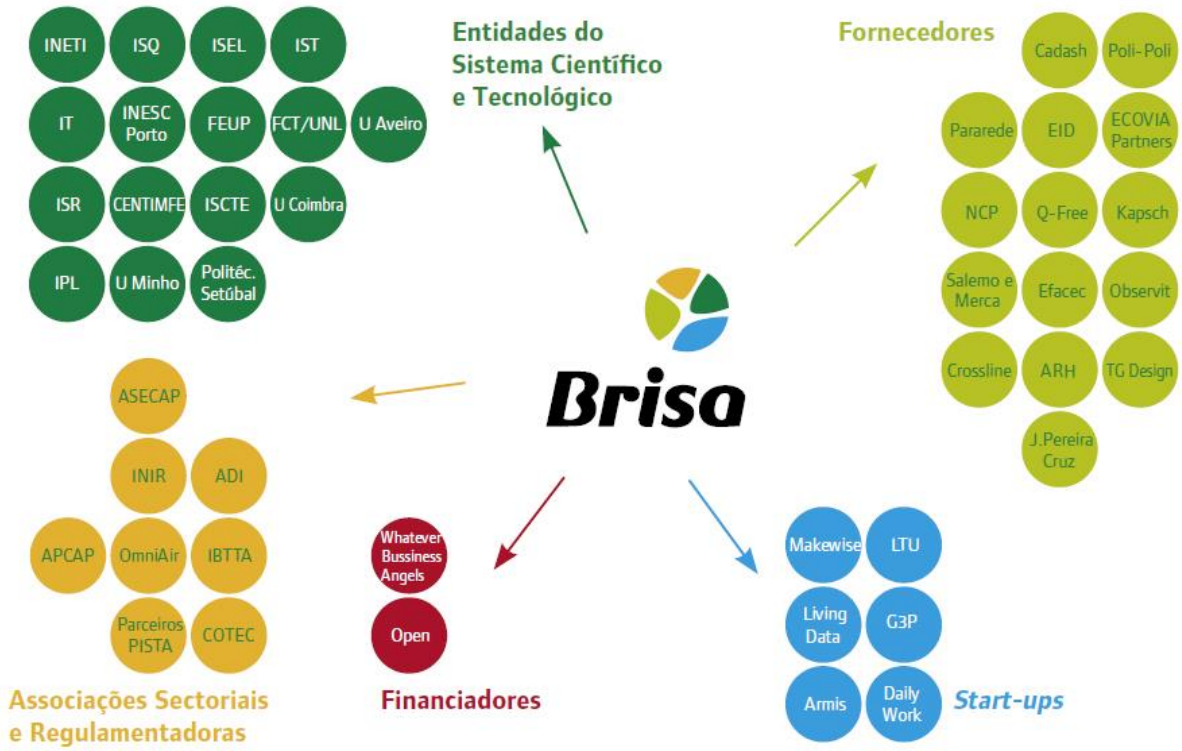 INETI
ISQ
ISEL
IST
IT
INESC
Porto
FEUP
FCT/UNL
U Aveiro
ISR
CENTIMFE
ISCTE
U Coimbra
IPL
U Minho
Politéc.
Setúbal
Entidades do
Sistema Científico
e Tecnológico
Fornecedores
Cadash
Poli-Poli
Pararede
EID
ECOVIA
Partners
NCP
Q-Free
Kapsch
Salemo e
Merca
Efacec
Observit
Crossline
ARH
TG Design
J.Pereira
Cruz
Brisa
ASECAP
INIR
ADI
APCAP
OmniAir
IBTTA
Parceiros
PISTA
COTEC
Associações Sectoriais
e Regulamentadoras
Whatever
Bussiness
Angels
Open
Financiadores
Makewise
LTU
Living
Data
G3P
Armis
Daily
Work
Start-ups